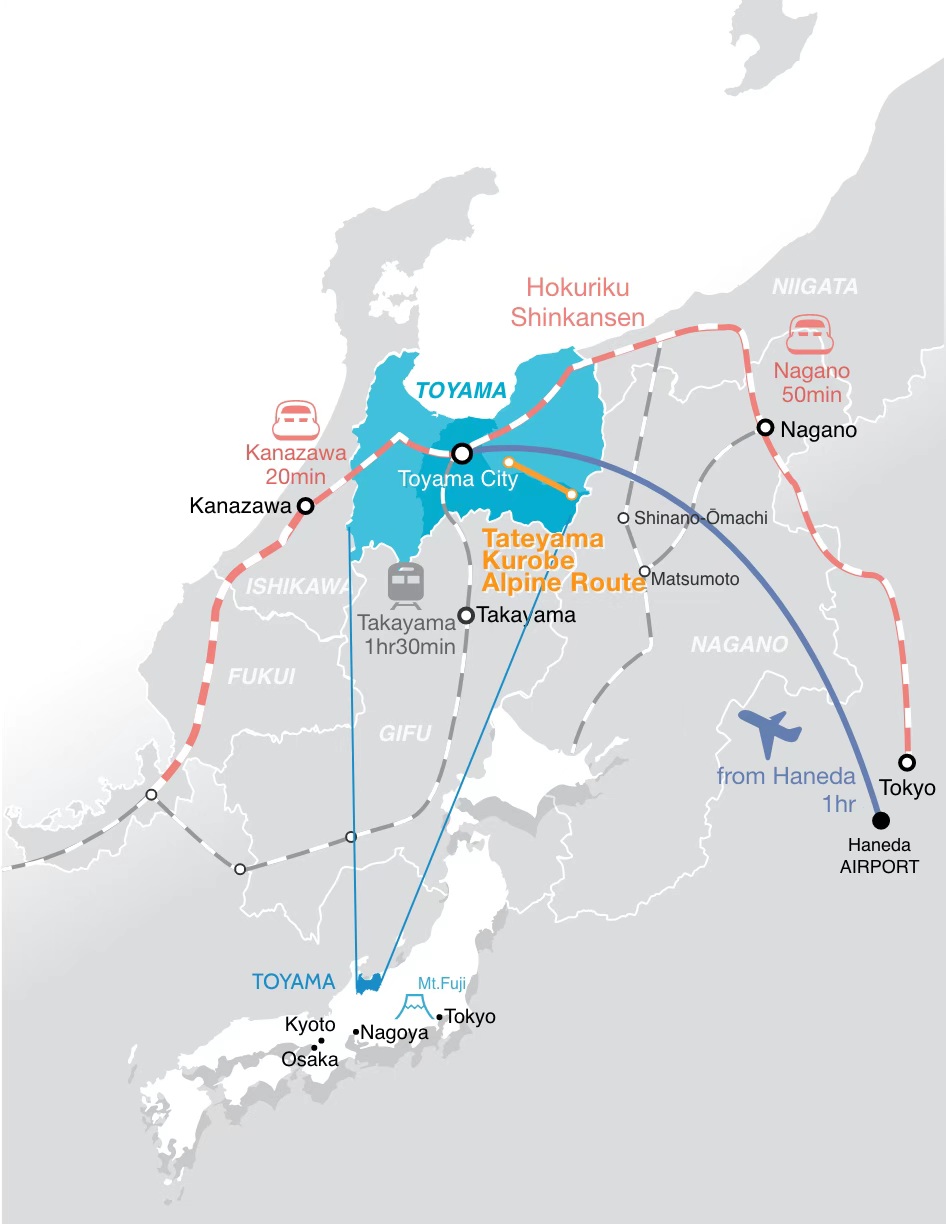 NIIGATA
Hokuriku
Shinkansen
Nagano
50min
TOYAMA
Kanazawa
20min
Nagano
Toyama City
Kanazawa
Shinano-Ōmachi
Tateyama
Kurobe
Alpine Route
Matsumoto
ISHIKAWA
Takayama
1hr30min
Takayama
NAGANO
FUKUI
GIFU
from Haneda
1hr
Tokyo
Haneda
AIRPORT
TOYAMA
Mt.Fuji
Tokyo
Kyoto
Nagoya
Osaka